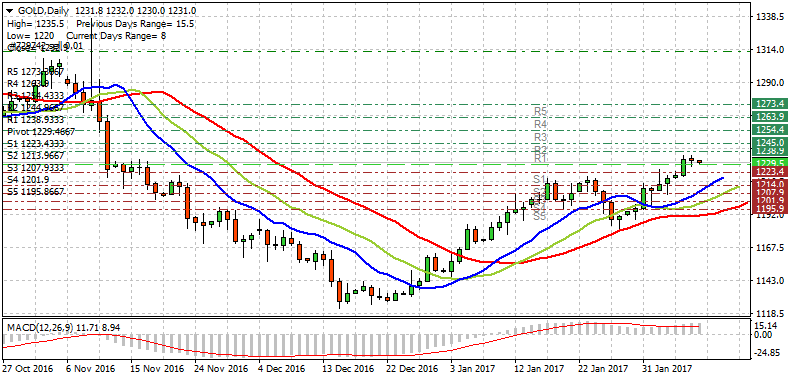 GOLD,Daily 1231.8 1232.0 1230.0 1231.0
High= 1235.5 Previous Days Range= 15.5
Low= 1220 Current Days Range= 8
R5 1273.3667
R4 1263.9
R3 1254.4333
R1 1238.9333
Pivot 1229.4667
S1 1223.4333
S2 1213.9667
S3 1207.9333
S4 1201.9
S5 1195.8667
R5
R4
R3
R2
R1
S1
S5
1338.5
1314.0
1290.0
1273.4
1263.9
1254.4
1245.0
1238.9
1229.5
1223.4
1214.0
1207.9
1201.9
1195.9
1192.0
1167.5
1143.0
1118.5
MACD(12,26,9) 11.71 8.94
15.14
0.00
-24.85
27 Oct 2016
6 Nov 2016
15 Nov 2016
24 Nov 2016
4 Dec 2016
13 Dec 2016
22 Dec 2016
3 Jan 2017
12 Jan 2017
22 Jan 2017
31 Jan 2017